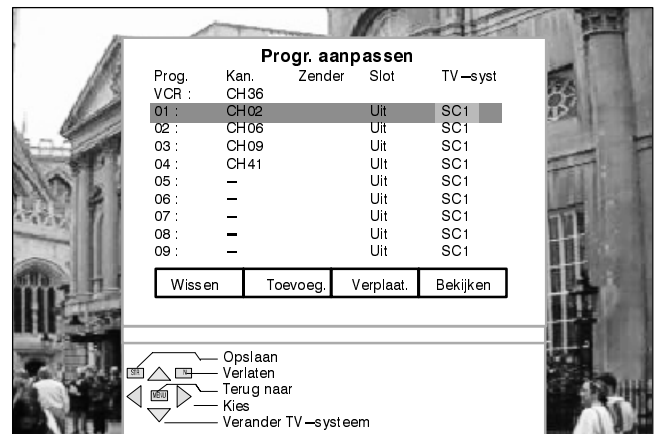 Progr. aanpassen
Prog. Kan. Zender Slot TV–syst
VCR : CH36
01 : CH02 Uit SC1
02 : CH06 Uit SC1
03 : CH09 Uit SC1
04 : CH41 UIt SC1
05 : – Uit SC1
06 : – Uit SC1
07 : – Uit SC1
08 : – Uit SC1
09 : – Uit SC1
Wissen Toevoeg. Verplaat. Bekijken
Opslaan
STR N Verlaten
MENU Terug naar
Kies
Verander TV–systeem